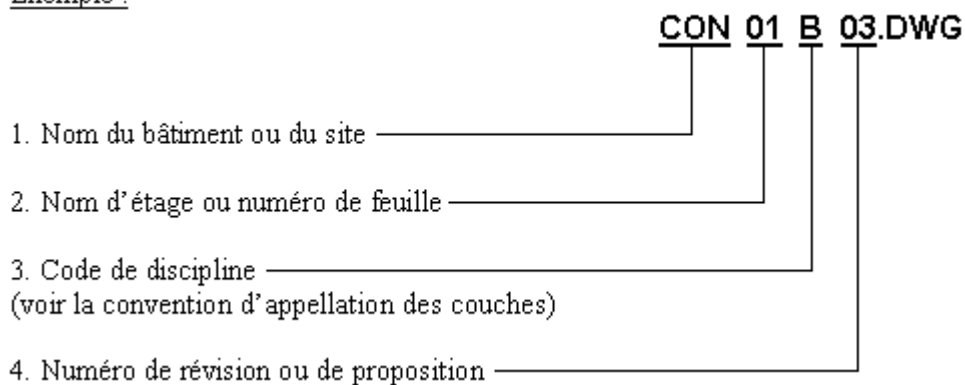 Exemple :
CON 01 B 03.DWG
1. Nom du bâtiment ou du site
2. Nom d'étage ou numéro de feuille
3. Code de discipline
(voir la convention d'appellation des couches)
4. Numéro de révision ou de proposition